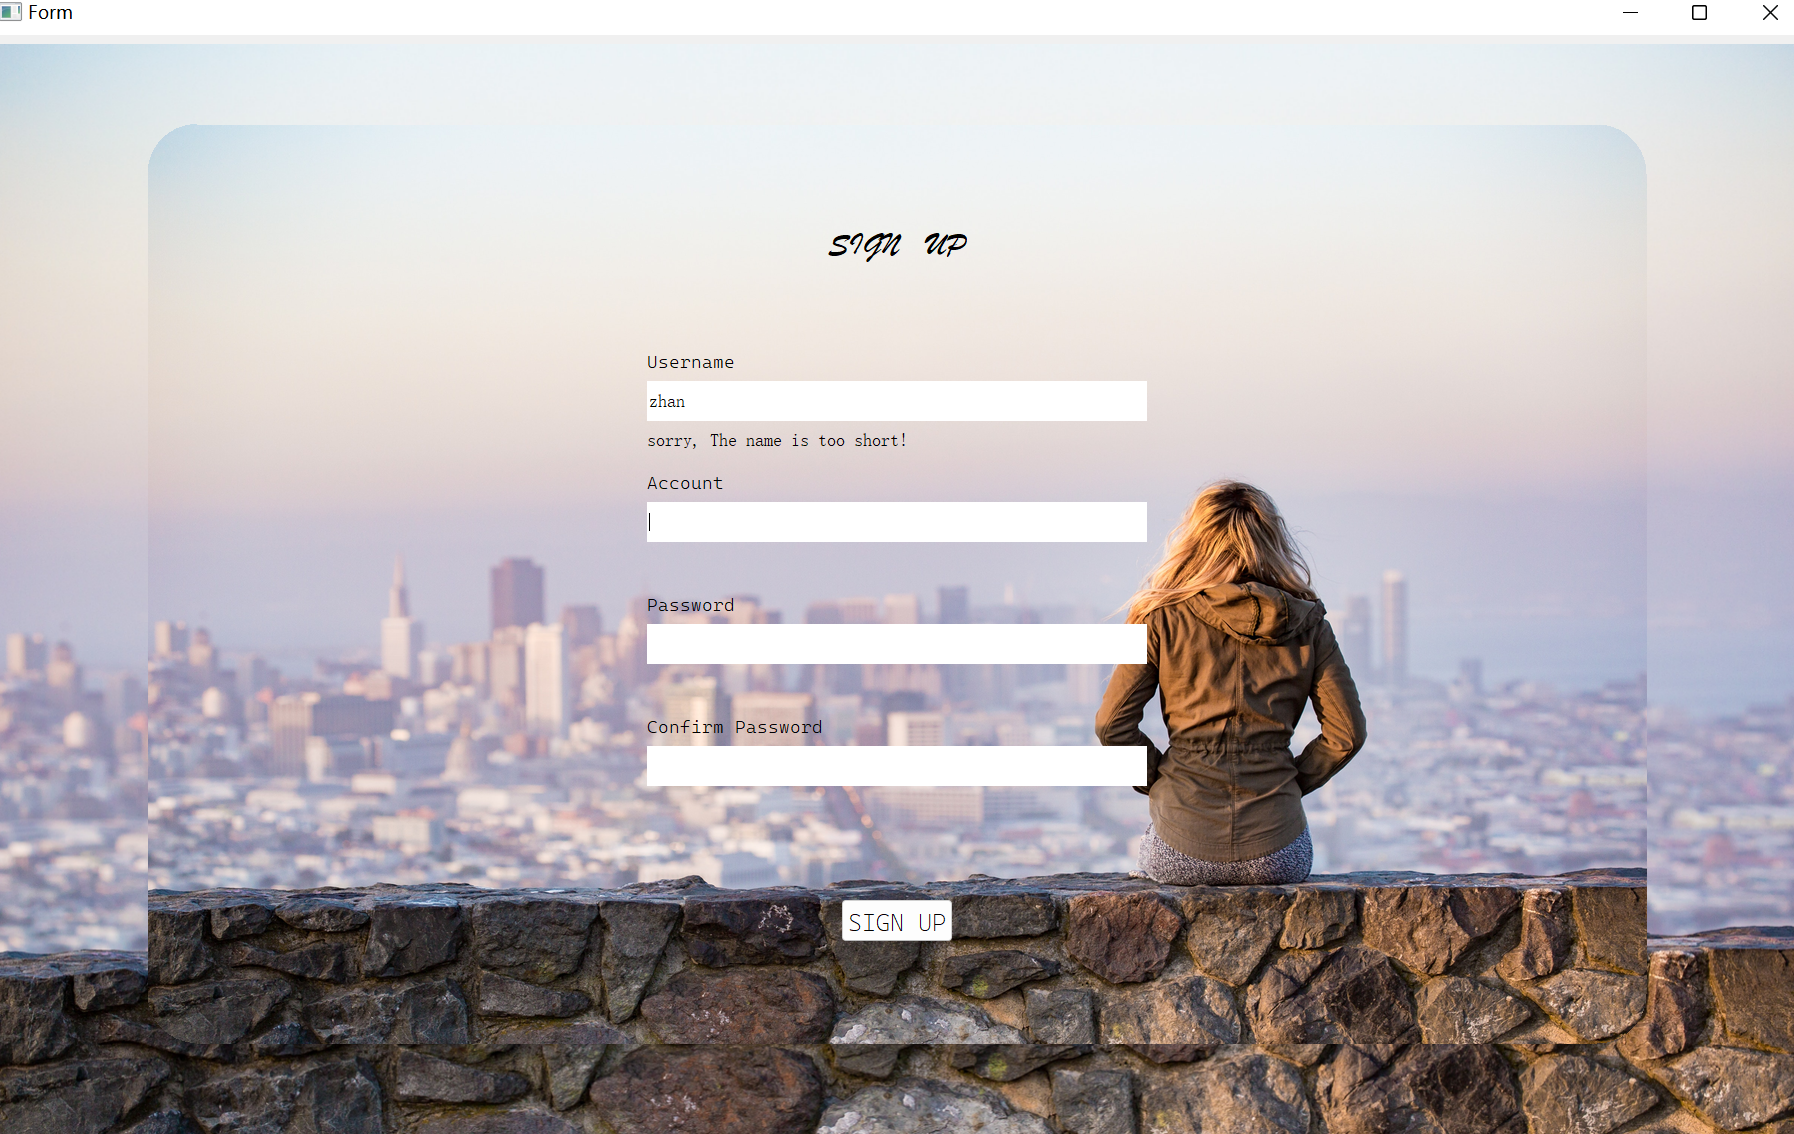 Form
SIGN UP
Username
zhan
sorry, The name is too short!
Account
Password
Confirm Password
SIGN UP